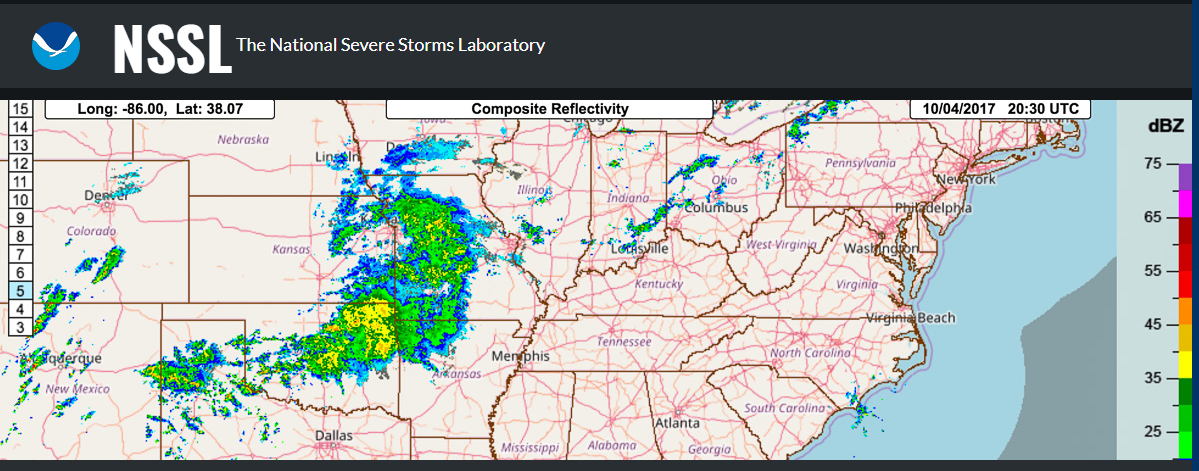 NSSL The National Severe Storms Laboratory
15 Long: -86.00, Lat: 38.07 Composite Reflectivity 10/04/2017 20:30 UTC
14
13
12
11
10
9
8
7
6
5
4
3
Nebraska
Lincoln
Denver
Colorado
Kansas
Illinois
Indiana
Ohio
Columbus
Pennsylvania
New York
Philadelphia
Louisville
West Virginia
Washington
Kentucky
Virginia
Virginia Beach
Memphis
Tennessee
North Carolina
Arkansas
Albuquerque
New Mexico
Dallas
Mississippi
Alabama
Atlanta
Georgia
South Carolina
dBZ
75
65
55
45
35
25